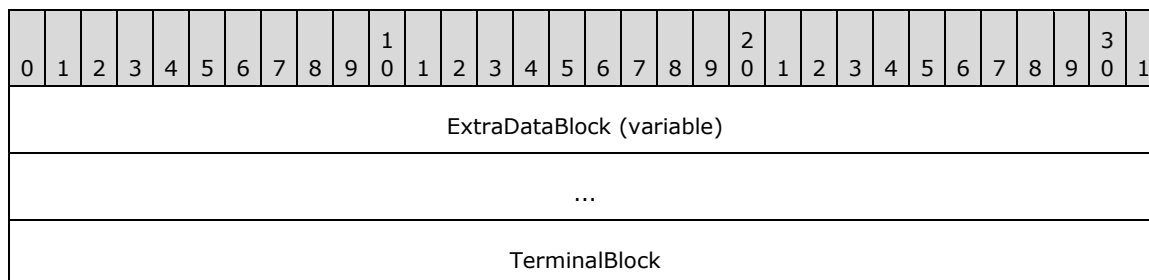 1 2 3
0 1 2 3 4 5 6 7 8 9 0 1 2 3 4 5 6 7 8 9 0 1 2 3 4 5 6 7 8 9 0 1
ExtraDataBlock (variable)
...
TerminalBlock